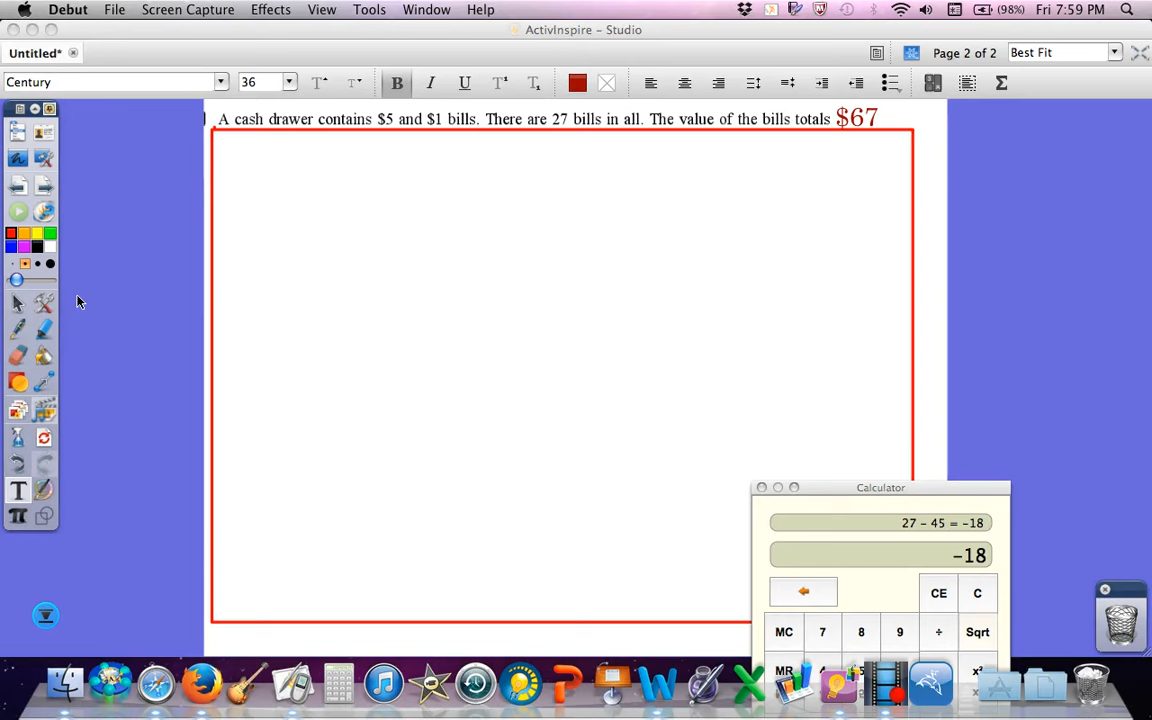 Debut File Screen Capture Effects View Tools Window Help (98%) Fri 7:59 PM
ActivInspire – Studio
Untitled* Page 2 of 2 Best Fit
Century 36 B I U T T Σ
A cash drawer contains $5 and $1 bills. There are 27 bills in all. The value of the bills totals $67
Calculator
27 − 45 = −18
−18
CE C
MC 7 8 9 ÷ Sqrt
MR